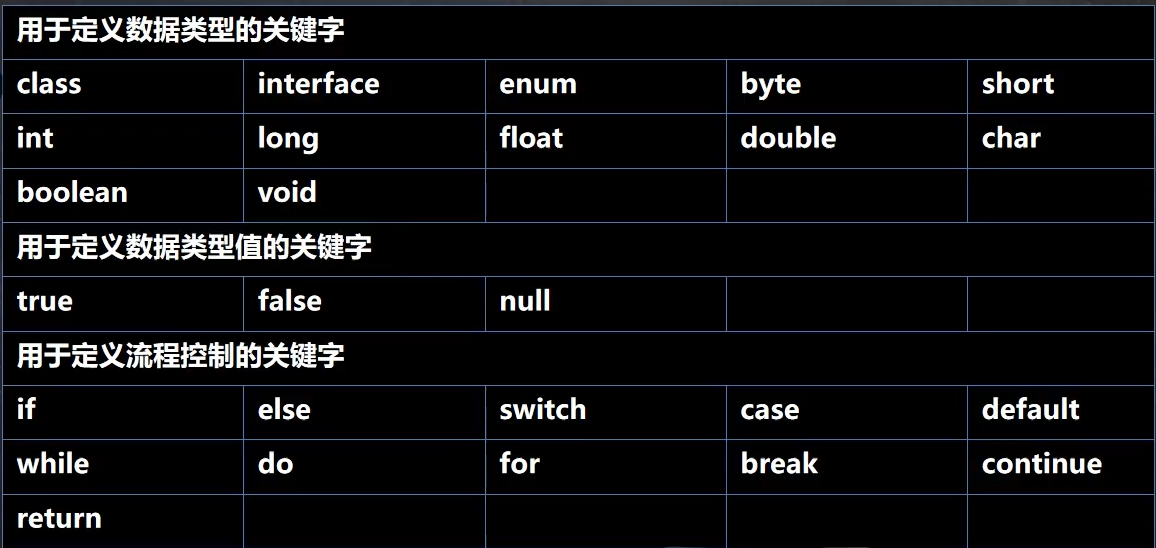 用于定义数据类型的关键字
class interface enum byte short
int long float double char
boolean void
用于定义数据类型值的关键字
true false null
用于定义流程控制的关键字
if else switch case default
while do for break continue
return